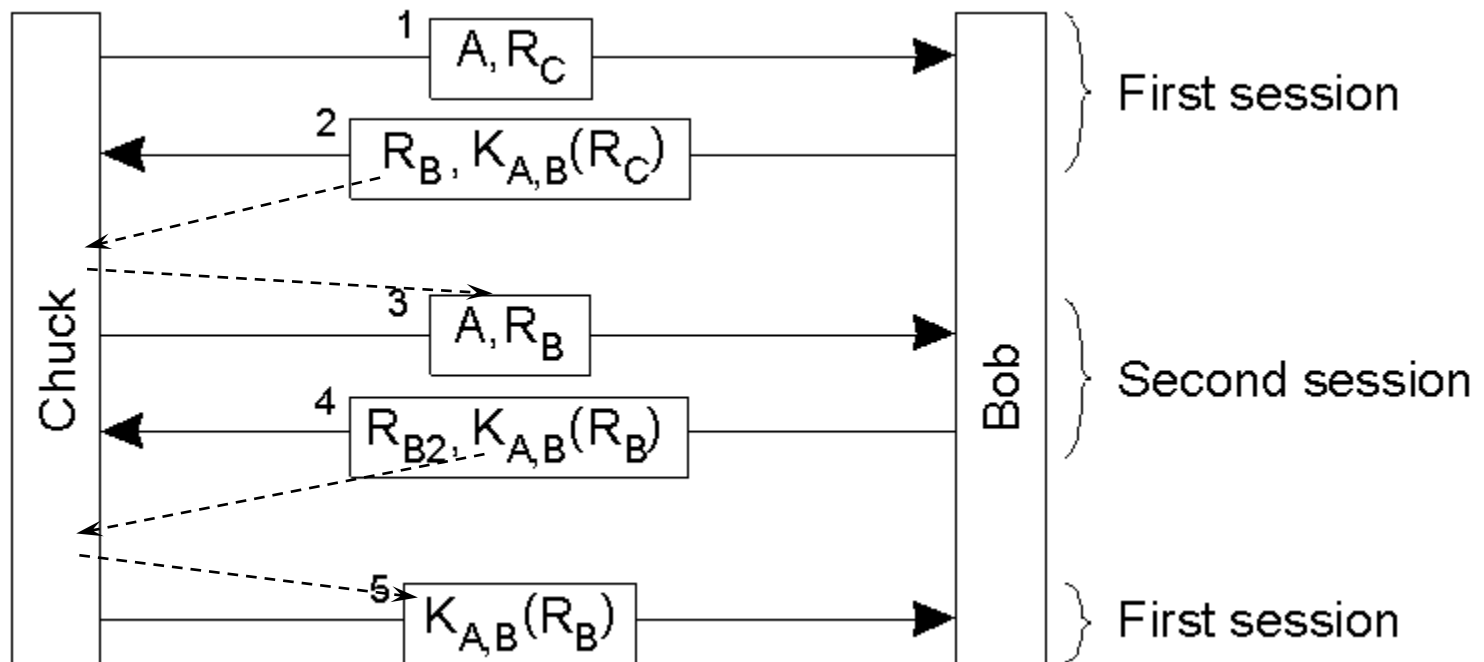 1
A, R_C
First session
2
R_B, K_A,B(R_C)
Chuck
3
A, R_B
Bob
Second session
4
R_B2, K_A,B(R_B)
5
K_A,B(R_B)
First session